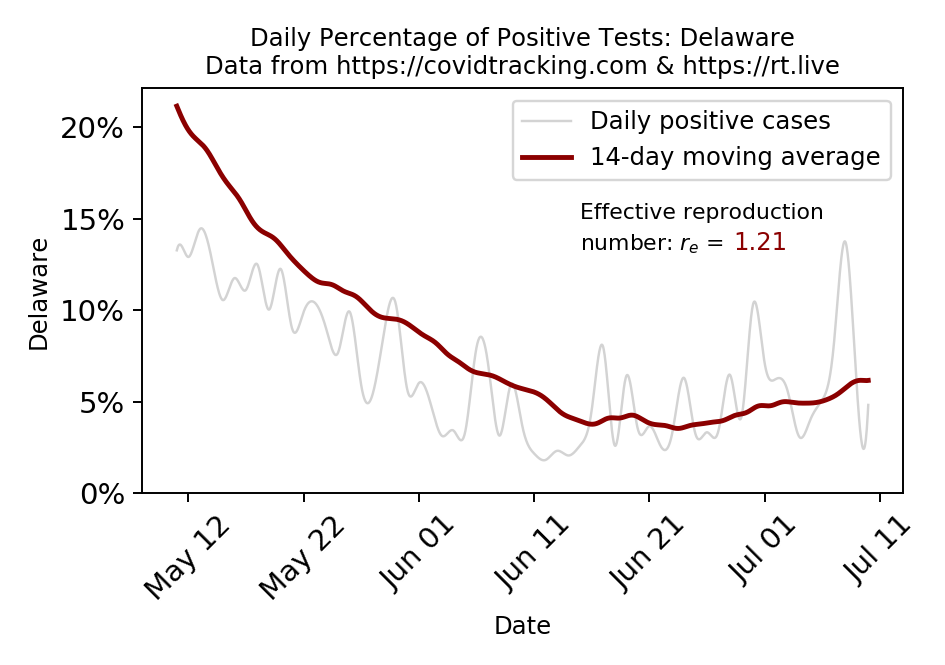 Daily Percentage of Positive Tests: Delaware
Data from https://covidtracking.com & https://rt.live
Daily positive cases
14-day moving average
Effective reproduction
number: r_e = 1.21
20%
15%
10%
5%
0%
Delaware
May 12
May 22
Jun 01
Jun 11
Jun 21
Jul 01
Jul 11
Date